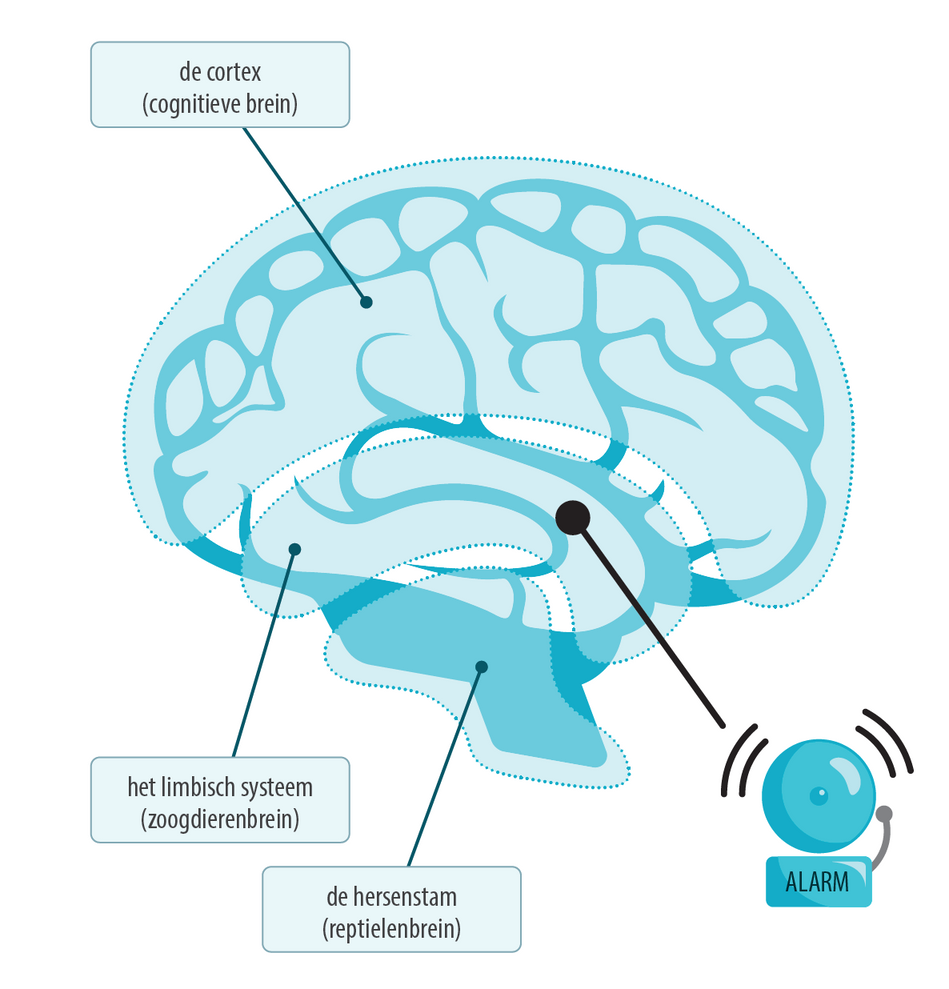 de cortex
(cognitieve brein)
het limbisch systeem
(zoogdierenbrein)
de hersenstam
(reptielenbrein)
ALARM